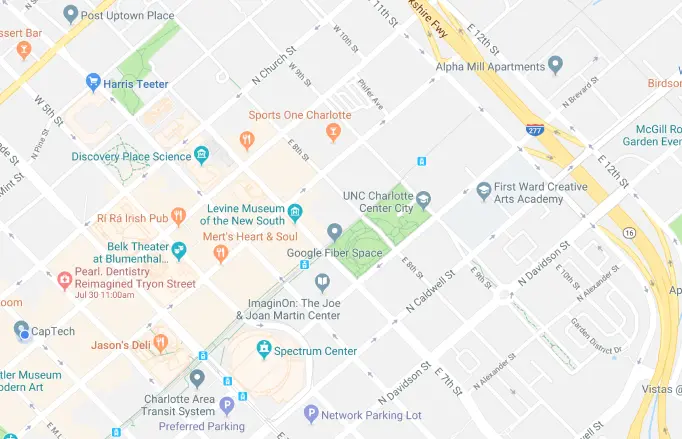 Post Uptown Place
essert Bar
Harris Teeter
N Church St
W 5th St
N Pine St
Mint St
N 10th St
W 9th St
Phifer Ave
E 12th St
Alpha Mill Apartments
N Brevard St
Birdson
277
McGill Ro
Garden Even
E 12th St
Sports One Charlotte
E 8th St
Discovery Place Science
UNC Charlotte
Center City
First Ward Creative
Arts Academy
Levine Museum
of the New South
Rí Rá Irish Pub
Mert's Heart & Soul
Belk Theater
at Blumenthal...
Google Fiber Space
16
Pearl. Dentistry
Reimagined Tryon Street
Jul 30 11:00am
E 8th St
E 9th St
N Caldwell St
N Davidson St
E 10th St
N Alexander St
Garden District Dr
ImaginOn: The Joe
& Joan Martin Center
oom
CapTech
Jason's Deli
Spectrum Center
tler Museum
odern Art
Charlotte Area
Transit System
Preferred Parking
Network Parking Lot
N Davidson St
E 7th St
N Alexander St
N Caldwell St
Vistas @
Ap